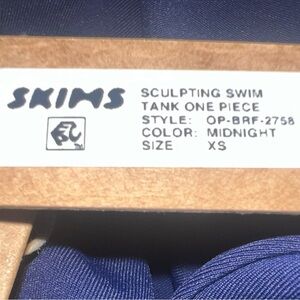 SKIMS
SCULPTING SWIM
TANK ONE PIECE
STYLE: OP-BRF-2758
COLOR: MIDNIGHT
SIZE XS